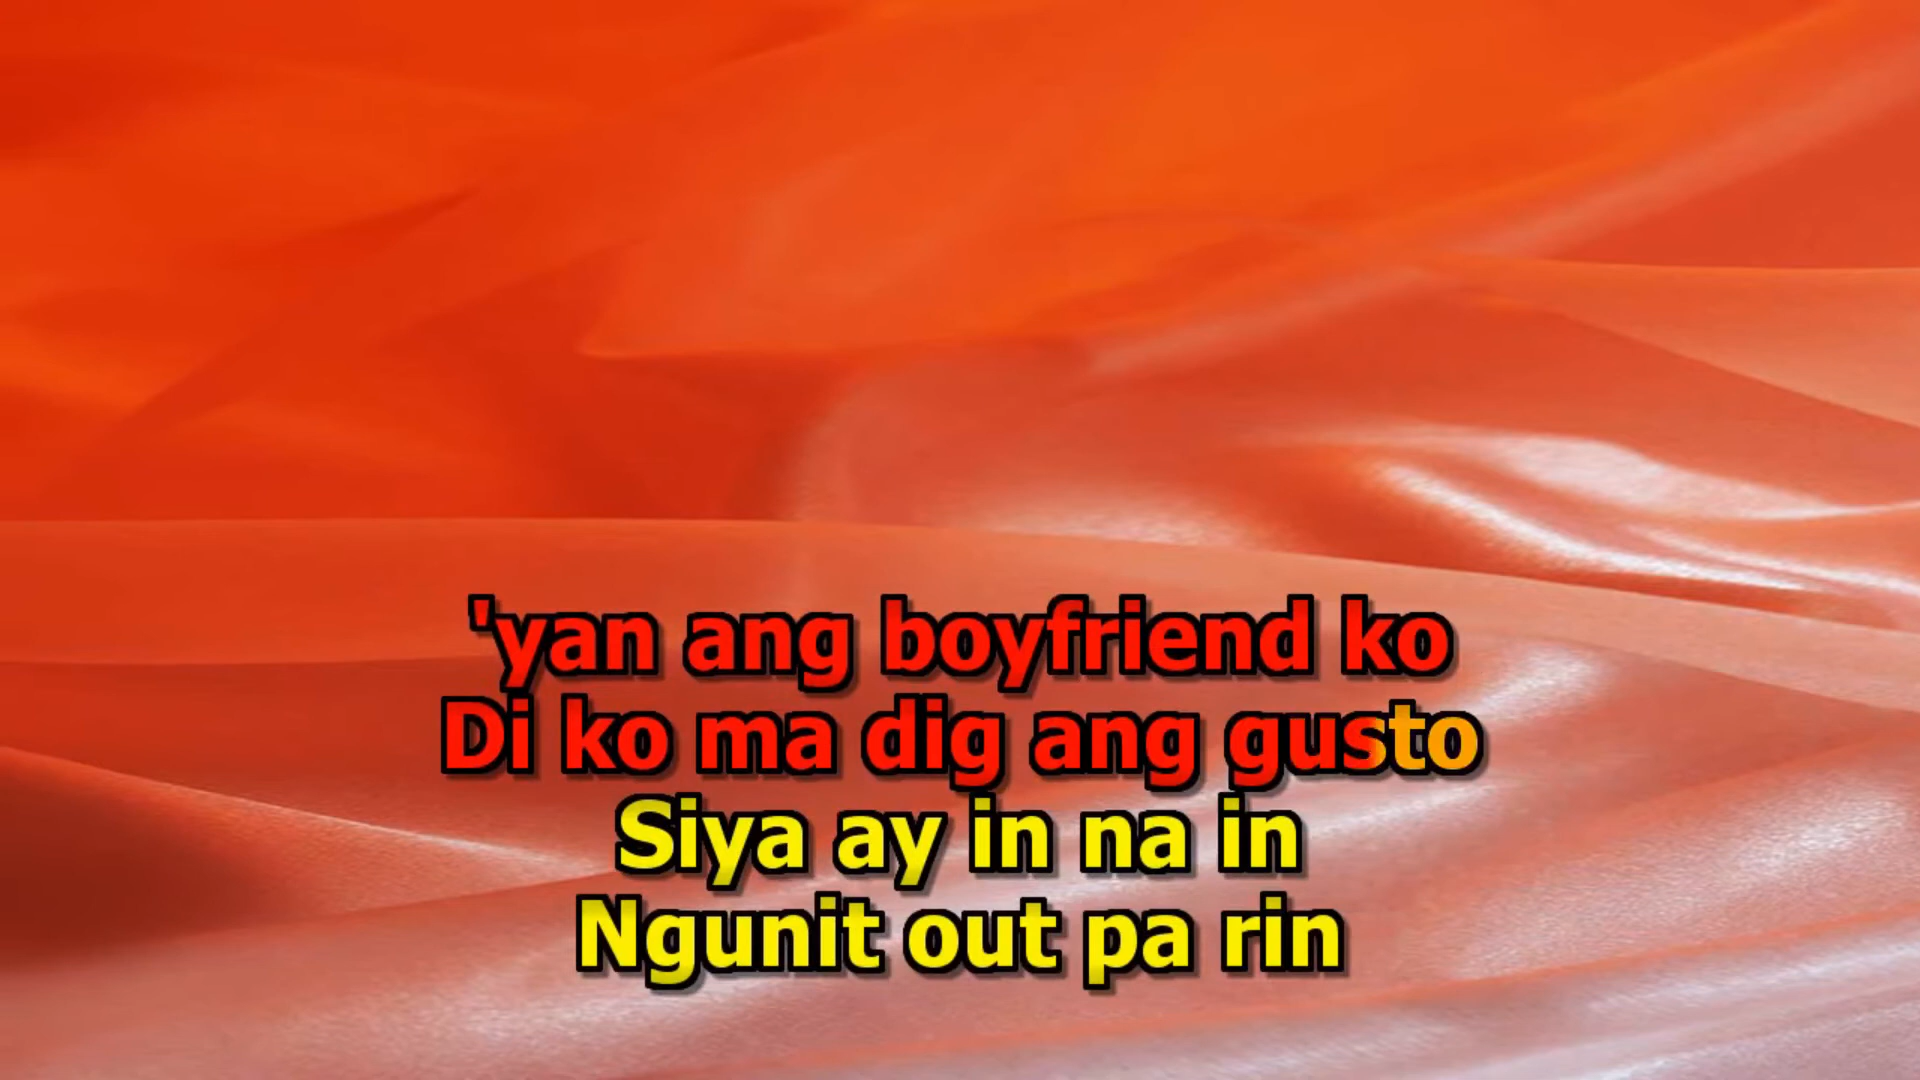 'yan ang boyfriend ko
Di ko ma dig ang gusto
Siya ay in na in
Ngunit out pa rin